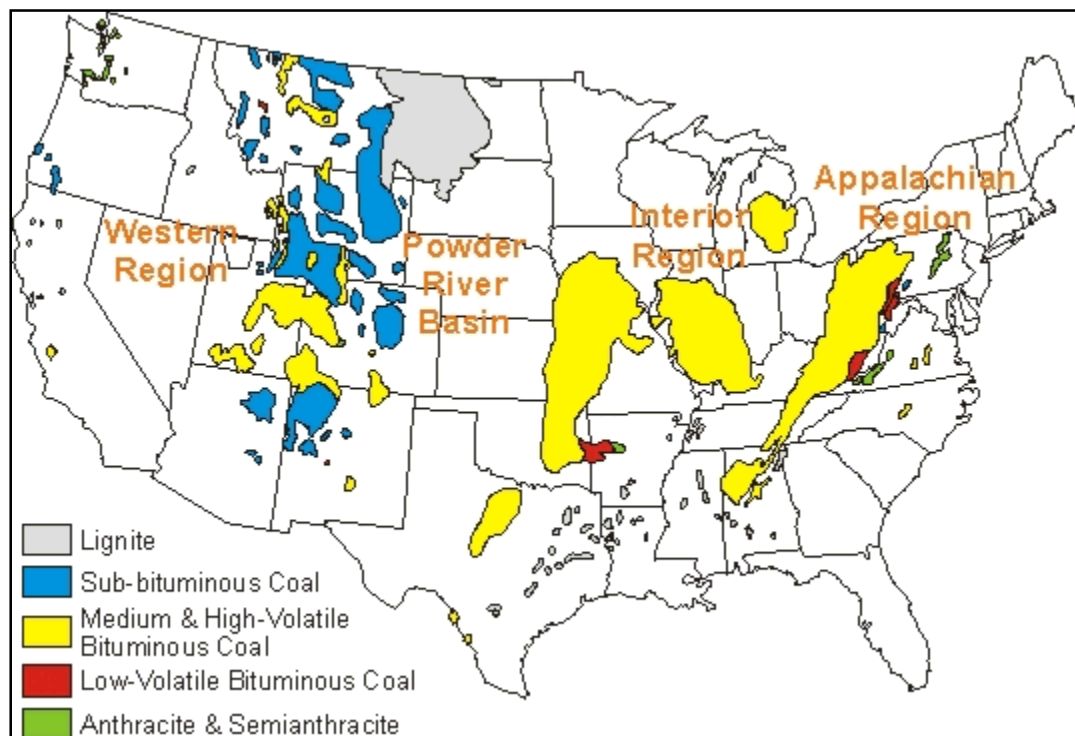 Western
Region
Powder
River
Basin
Interior
Region
Appalachian
Region
Lignite
Sub-bituminous Coal
Medium & High-Volatile
Bituminous Coal
Low-Volatile Bituminous Coal
Anthracite & Semianthracite